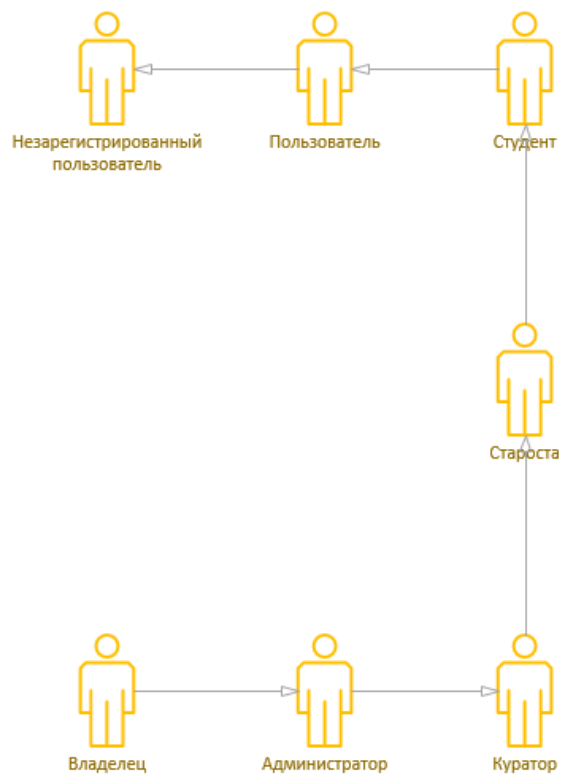 Незарегистрированный
пользователь
Пользователь
Студент
Староста
Владелец
Администратор
Куратор